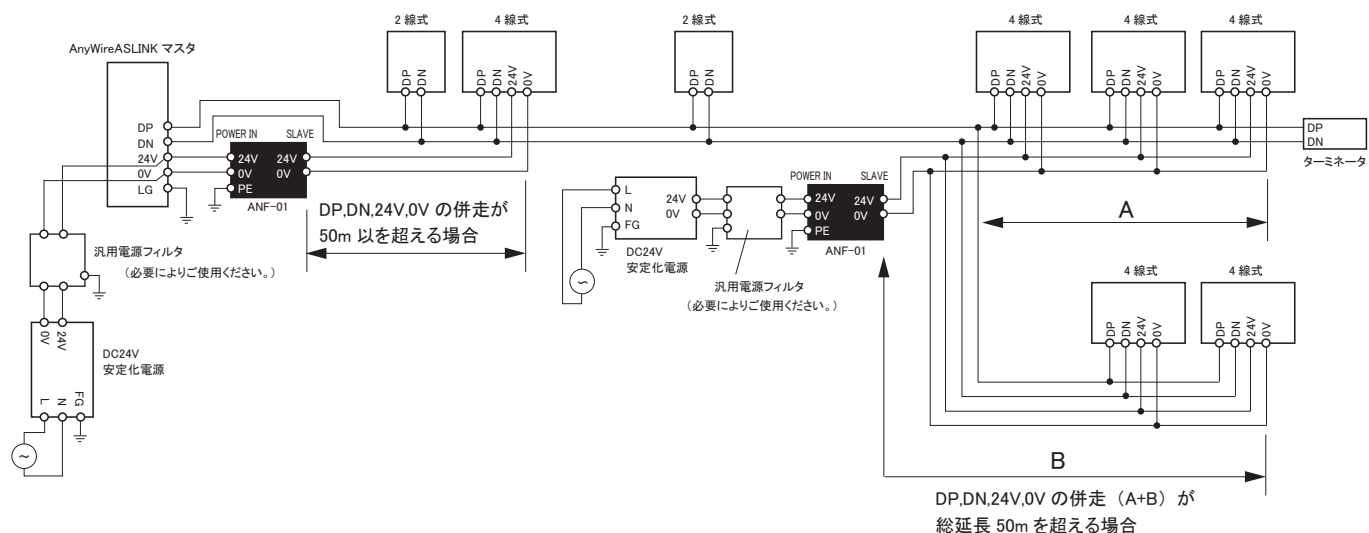 2 線式
4 線式
2 線式
4 線式
4 線式
4 線式
AnyWireASLINK マスタ
DP
DN
DP
DN
24V
0V
DP
DN
DP
DN
24V
0V
DP
DN
24V
0V
DP
DN
24V
0V
DP
DN
24V
0V
LG
POWER IN
SLAVE
24V
0V
PE
24V
0V
ANF-01
DP
DN
ターミネータ
DP,DN,24V,0V の併走が
50m 以を超える場合
汎用電源フィルタ
（必要によりご使用ください。）
0V
24V
DC24V
安定化電源
L
N
FG
~
L
N
FG
24V
0V
DC24V
安定化電源
~
汎用電源フィルタ
（必要によりご使用ください。）
POWER IN
SLAVE
24V
0V
PE
24V
0V
ANF-01
A
4 線式
4 線式
DP
DN
24V
0V
DP
DN
24V
0V
B
DP,DN,24V,0V の併走（A+B）が
総延長 50m を超える場合